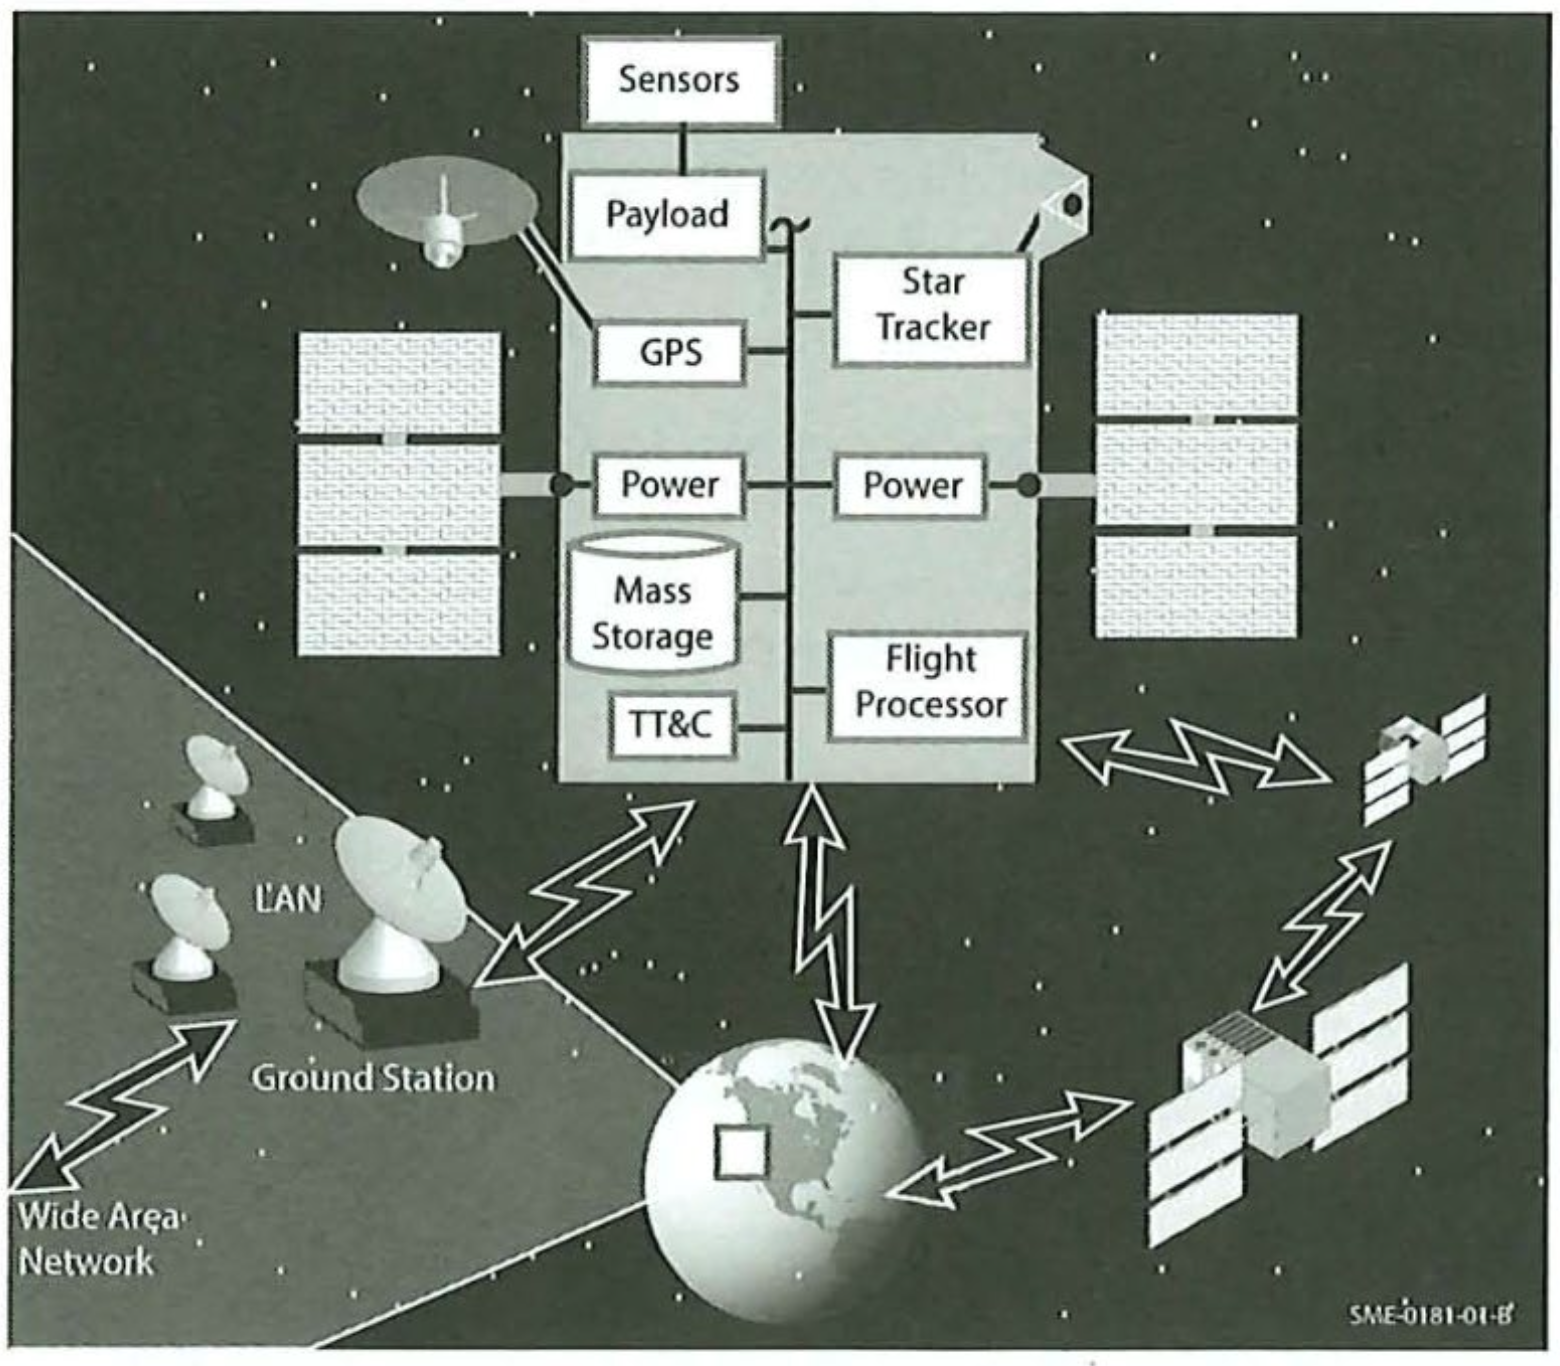 Sensors
Payload
Star
Tracker
GPS
Power
Power
Mass
Storage
Flight
Processor
TT&C
LAN
Ground Station
Wide Area
Network
SME-0181-01-B